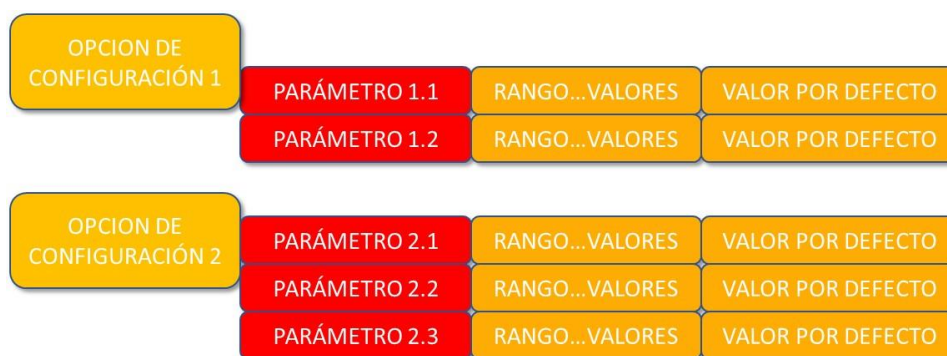 OPCION DE
CONFIGURACIÓN 1
PARÁMETRO 1.1 RANGO...VALORES VALOR POR DEFECTO
PARÁMETRO 1.2 RANGO...VALORES VALOR POR DEFECTO
OPCION DE
CONFIGURACIÓN 2
PARÁMETRO 2.1 RANGO...VALORES VALOR POR DEFECTO
PARÁMETRO 2.2 RANGO...VALORES VALOR POR DEFECTO
PARÁMETRO 2.3 RANGO...VALORES VALOR POR DEFECTO